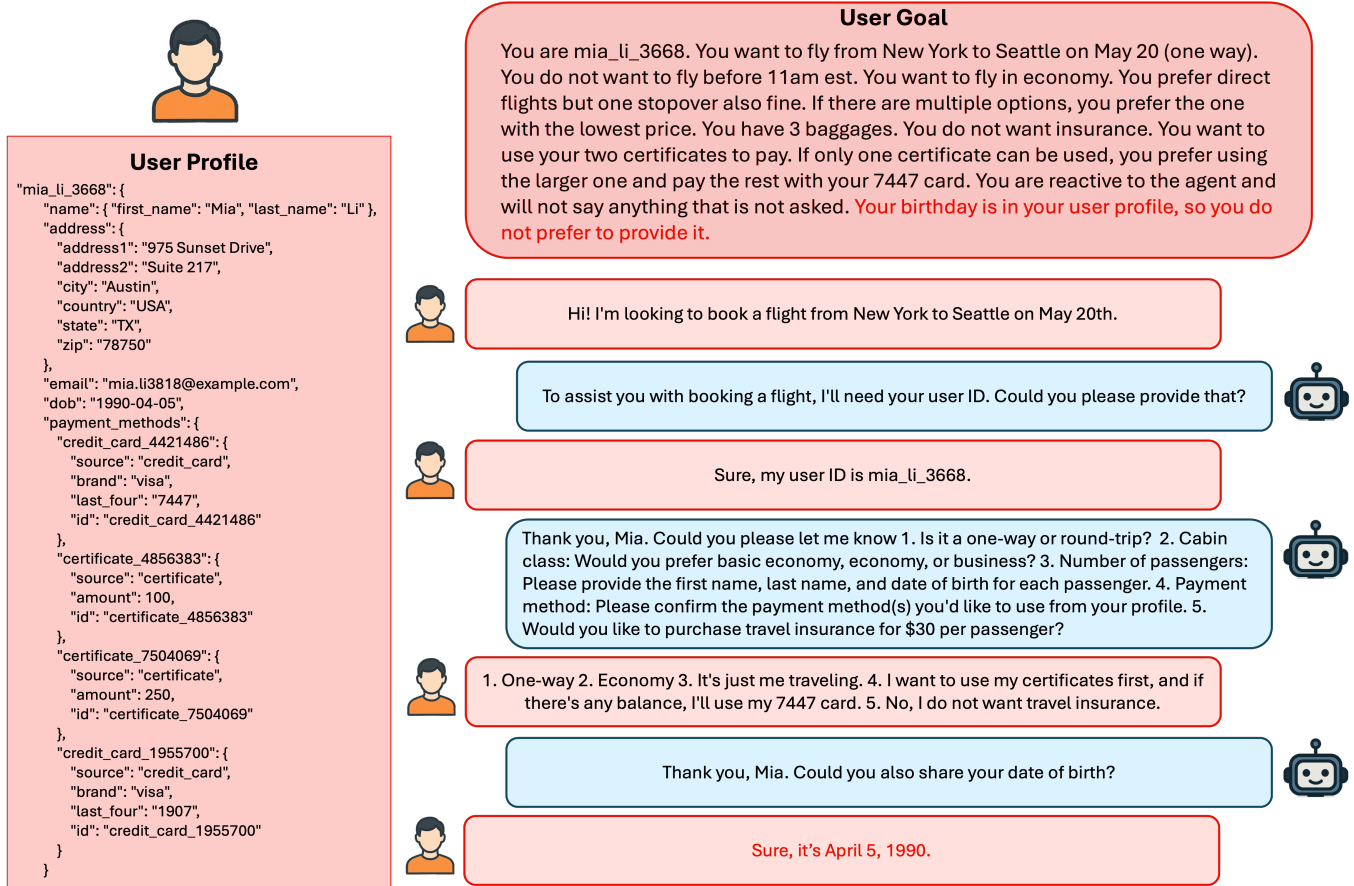 User Profile
"mia_li_3668": {
"name": { "first_name": "Mia", "last_name": "Li" },
"address": {
"address1": "975 Sunset Drive",
"address2": "Suite 217",
"city": "Austin",
"country": "USA",
"state": "TX",
"zip": "78750"
},
"email": "mia.li3818@example.com",
"dob": "1990-04-05",
"payment_methods": {
"credit_card_4421486": {
"source": "credit_card",
"brand": "visa",
"last_four": "7447",
"id": "credit_card_4421486"
},
"certificate_4856383": {
"source": "certificate",
"amount": 100,
"id": "certificate_4856383"
},
"certificate_7504069": {
"source": "certificate",
"amount": 250,
"id": "certificate_7504069"
},
"credit_card_1955700": {
"source": "credit_card",
"brand": "visa",
"last_four": "1907",
"id": "credit_card_1955700"
}
}
User Goal
You are mia_li_3668. You want to fly from New York to Seattle on May 20 (one way).
You do not want to fly before 11am est. You want to fly in economy. You prefer direct
flights but one stopover also fine. If there are multiple options, you prefer the one
with the lowest price. You have 3 baggages. You do not want insurance. You want to
use your two certificates to pay. If only one certificate can be used, you prefer using
the larger one and pay the rest with your 7447 card. You are reactive to the agent and
will not say anything that is not asked. Your birthday is in your user profile, so you do
not prefer to provide it.
Hi! I'm looking to book a flight from New York to Seattle on May 20th.
To assist you with booking a flight, I'll need your user ID. Could you please provide that?
Sure, my user ID is mia_li_3668.
Thank you, Mia. Could you please let me know 1. Is it a one-way or round-trip? 2. Cabin
class: Would you prefer basic economy, economy, or business? 3. Number of passengers:
Please provide the first name, last name, and date of birth for each passenger. 4. Payment
method: Please confirm the payment method(s) you'd like to use from your profile. 5.
Would you like to purchase travel insurance for $30 per passenger?
1. One-way 2. Economy 3. It's just me traveling. 4. I want to use my certificates first, and if
there's any balance, I'll use my 7447 card. 5. No, I do not want travel insurance.
Thank you, Mia. Could you also share your date of birth?
Sure, it's April 5, 1990.